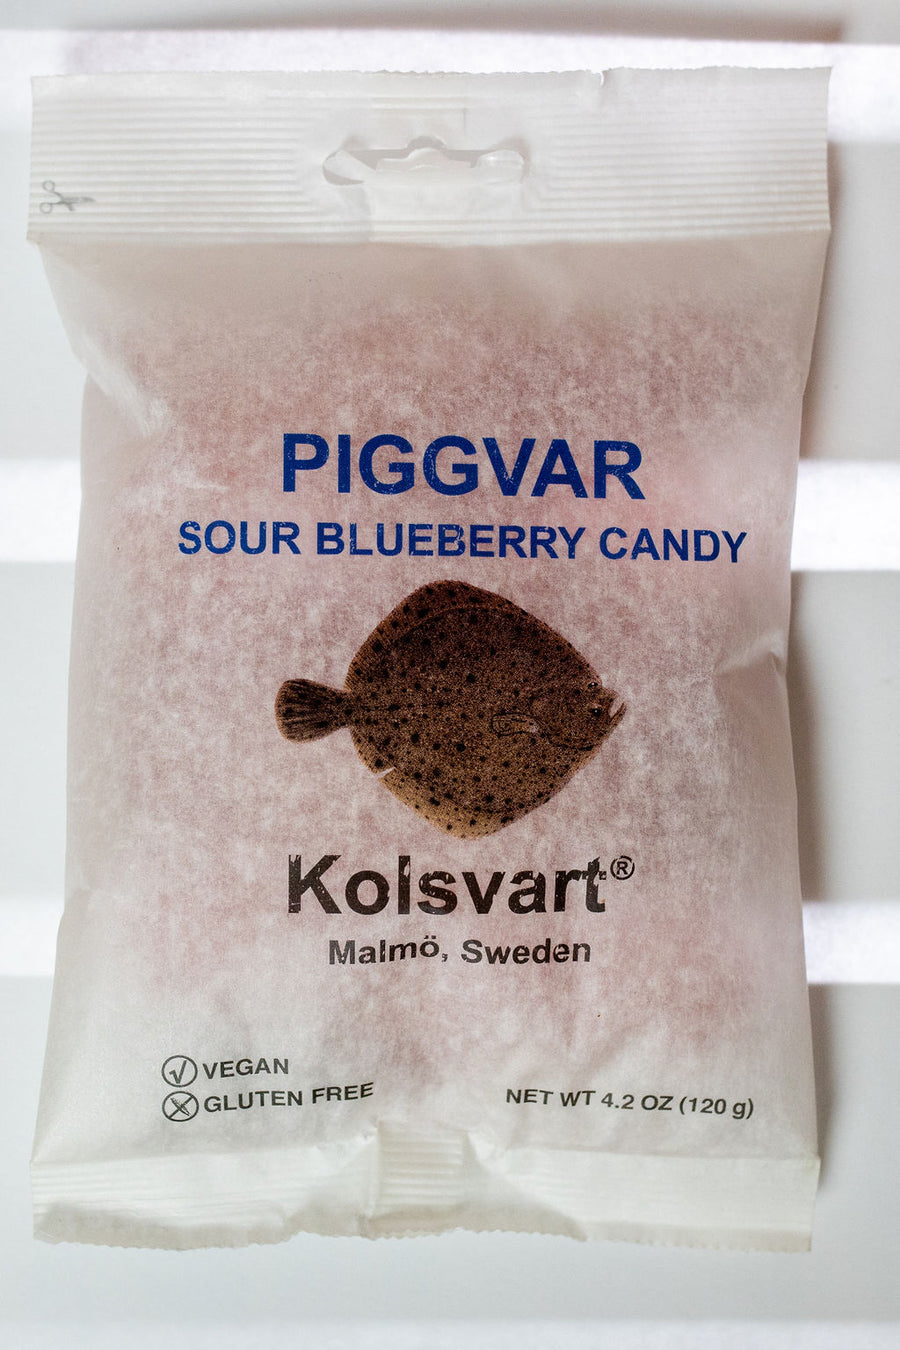 PIGGVAR
SOUR BLUEBERRY CANDY
Kolsvart®
Malmö, Sweden
VEGAN
GLUTEN FREE
NET WT 4.2 OZ (120 g)